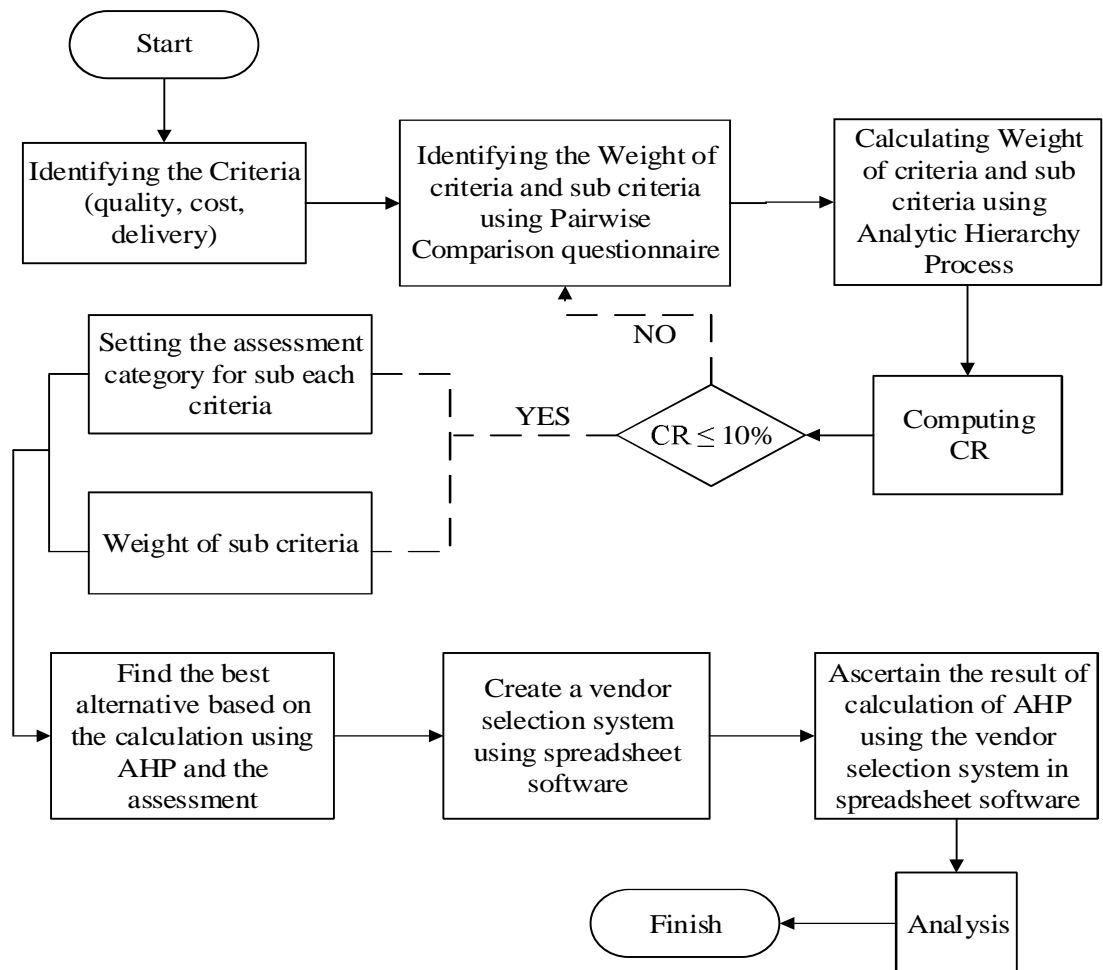 Start
Identifying the Criteria
(quality, cost,
delivery)
Identifying the Weight of
criteria and sub criteria
using Pairwise
Comparison questionnaire
Calculating Weight
of criteria and sub
criteria using
Analytic Hierarchy
Process
Computing
CR
CR ≤ 10%
NO
YES
Setting the assessment
category for sub each
criteria
Weight of sub criteria
Find the best
alternative based on
the calculation using
AHP and the
assessment
Create a vendor
selection system
using spreadsheet
software
Ascertain the result of
calculation of AHP
using the vendor
selection system in
spreadsheet software
Analysis
Finish